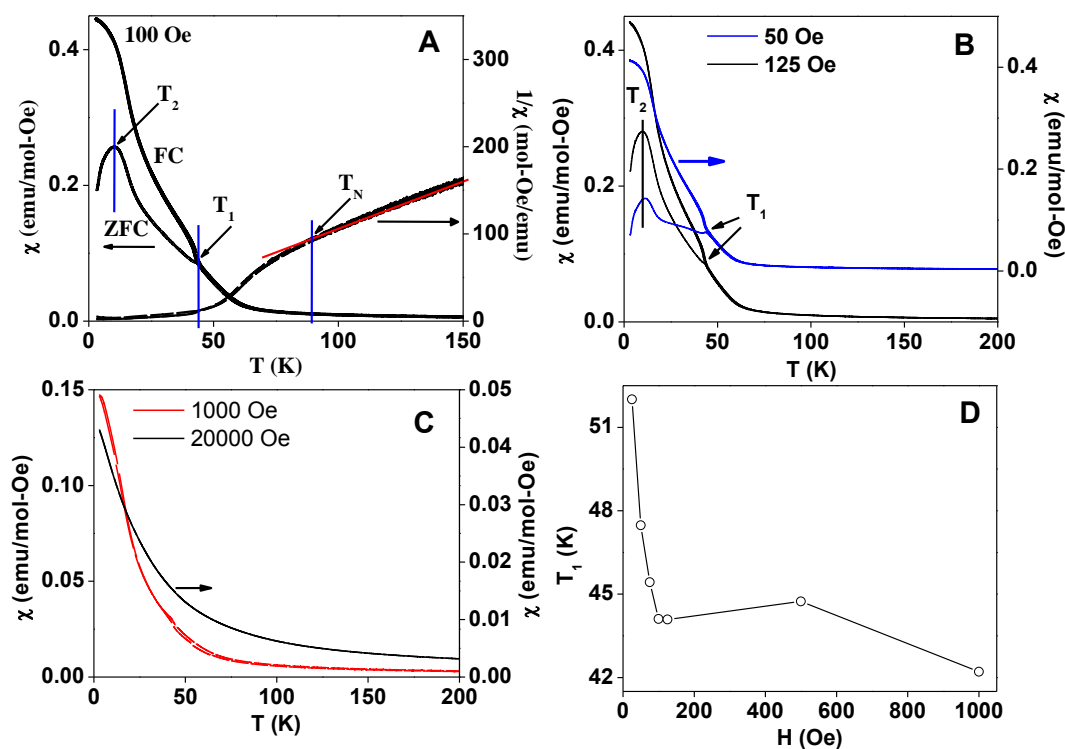 100 Oe
A
T2
FC
TN
T1
ZFC
χ (emu/mol-Oe)
0.4
0.2
0.0
1/χ (mol-Oe/emu)
300
200
100
0
0
50
100
150
T (K)
B
50 Oe
125 Oe
T2
T1
χ (emu/mol-Oe)
0.4
0.3
0.2
0.1
0.0
χ (emu/mol-Oe)
0.4
0.2
0.0
0
50
100
150
200
T (K)
C
1000 Oe
20000 Oe
χ (emu/mol-Oe)
0.15
0.10
0.05
0.00
χ (emu/mol-Oe)
0.05
0.04
0.03
0.02
0.01
0.00
0
50
100
150
200
T (K)
D
T1 (K)
51
48
45
42
0
200
400
600
800
1000
H (Oe)